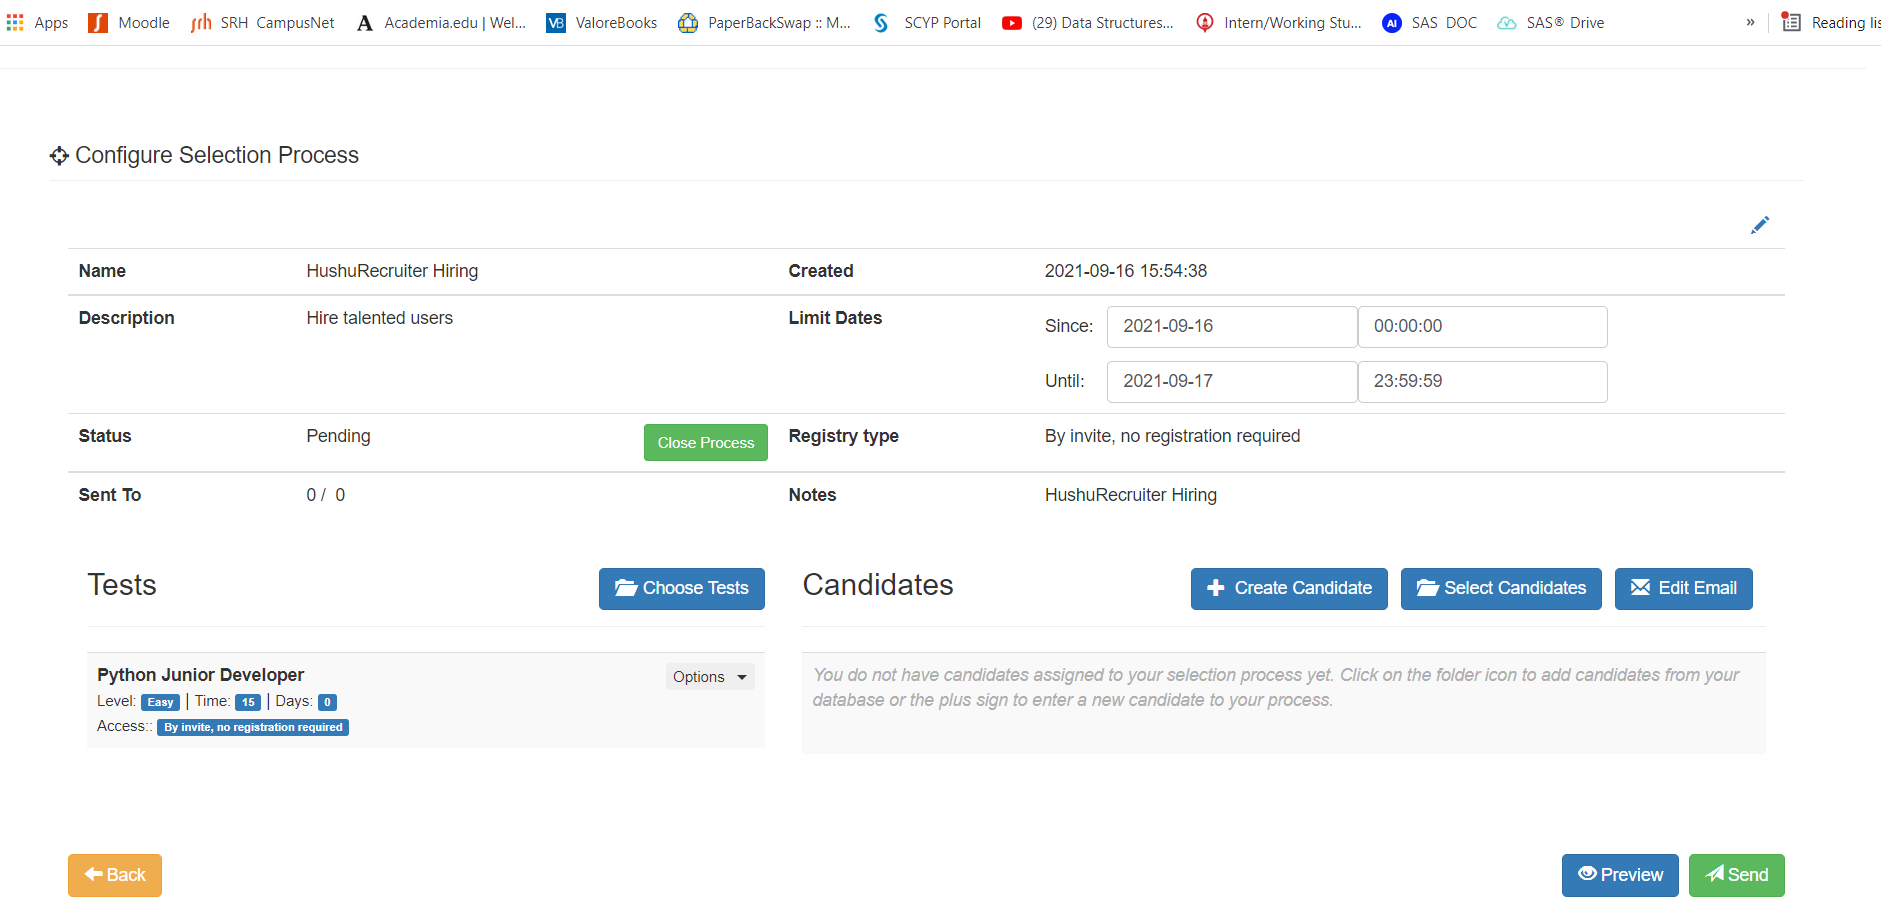 Apps Moodle SRH CampusNet Academia.edu | Wel... VB ValoreBooks PaperBackSwap :: M... SCYP Portal (29) Data Structures... Intern/Working Stu... AI SAS DOC SAS® Drive » Reading lis
Configure Selection Process
Name HushuRecruiter Hiring Created 2021-09-16 15:54:38
Description Hire talented users Limit Dates Since: 2021-09-16 00:00:00
Until: 2021-09-17 23:59:59
Status Pending Close Process Registry type By invite, no registration required
Sent To 0 / 0 Notes HushuRecruiter Hiring
Tests Choose Tests Candidates Create Candidate Select Candidates Edit Email
Python Junior Developer Options
Level: Easy | Time: 15 | Days: 0
Access:: By invite, no registration required
You do not have candidates assigned to your selection process yet. Click on the folder icon to add candidates from your
database or the plus sign to enter a new candidate to your process.
Back Preview Send